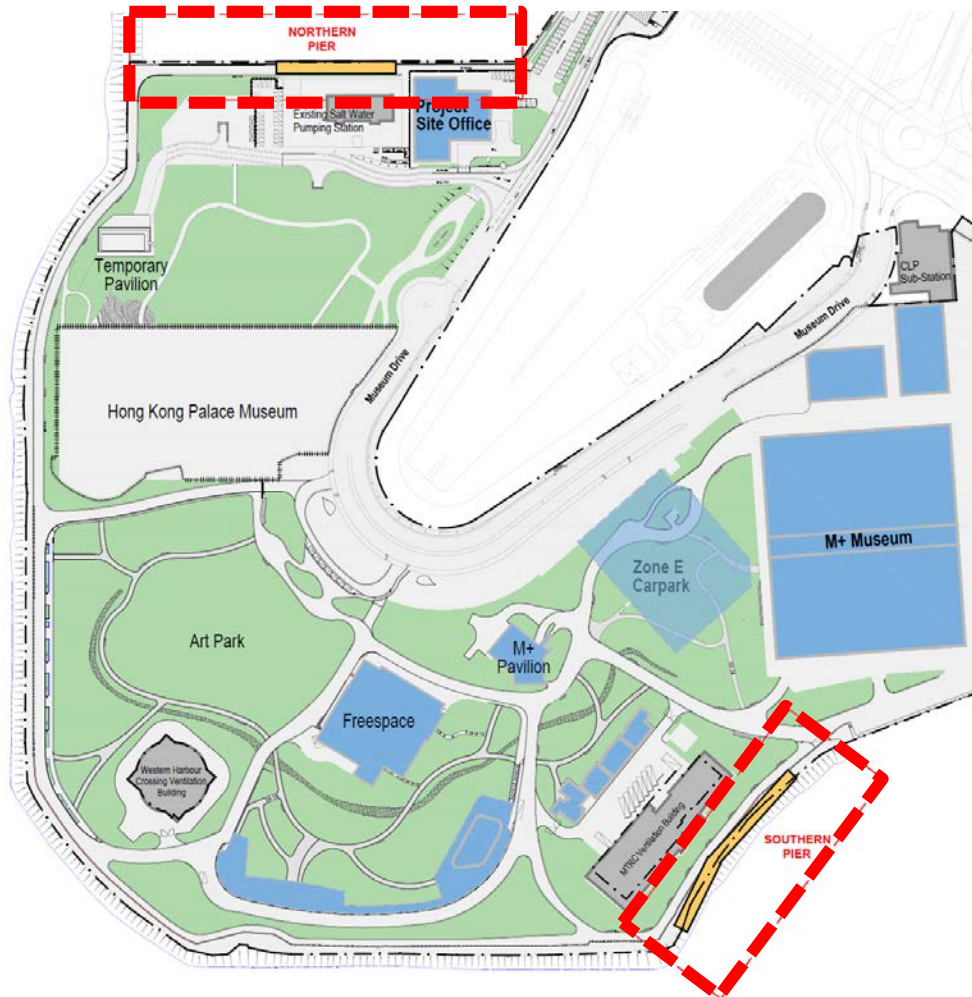 NORTHERN
PIER
Existing Salt Water
Pumping Station
Project
Site Office
Temporary
Pavilion
CLP
Sub-Station
Museum Drive
Museum Drive
Hong Kong Palace Museum
M+ Museum
Zone E
Carpark
Art Park
M+
Pavilion
Freespace
Western Harbour
Crossing Ventilation
Building
MTRC Ventilation Building
SOUTHERN
PIER